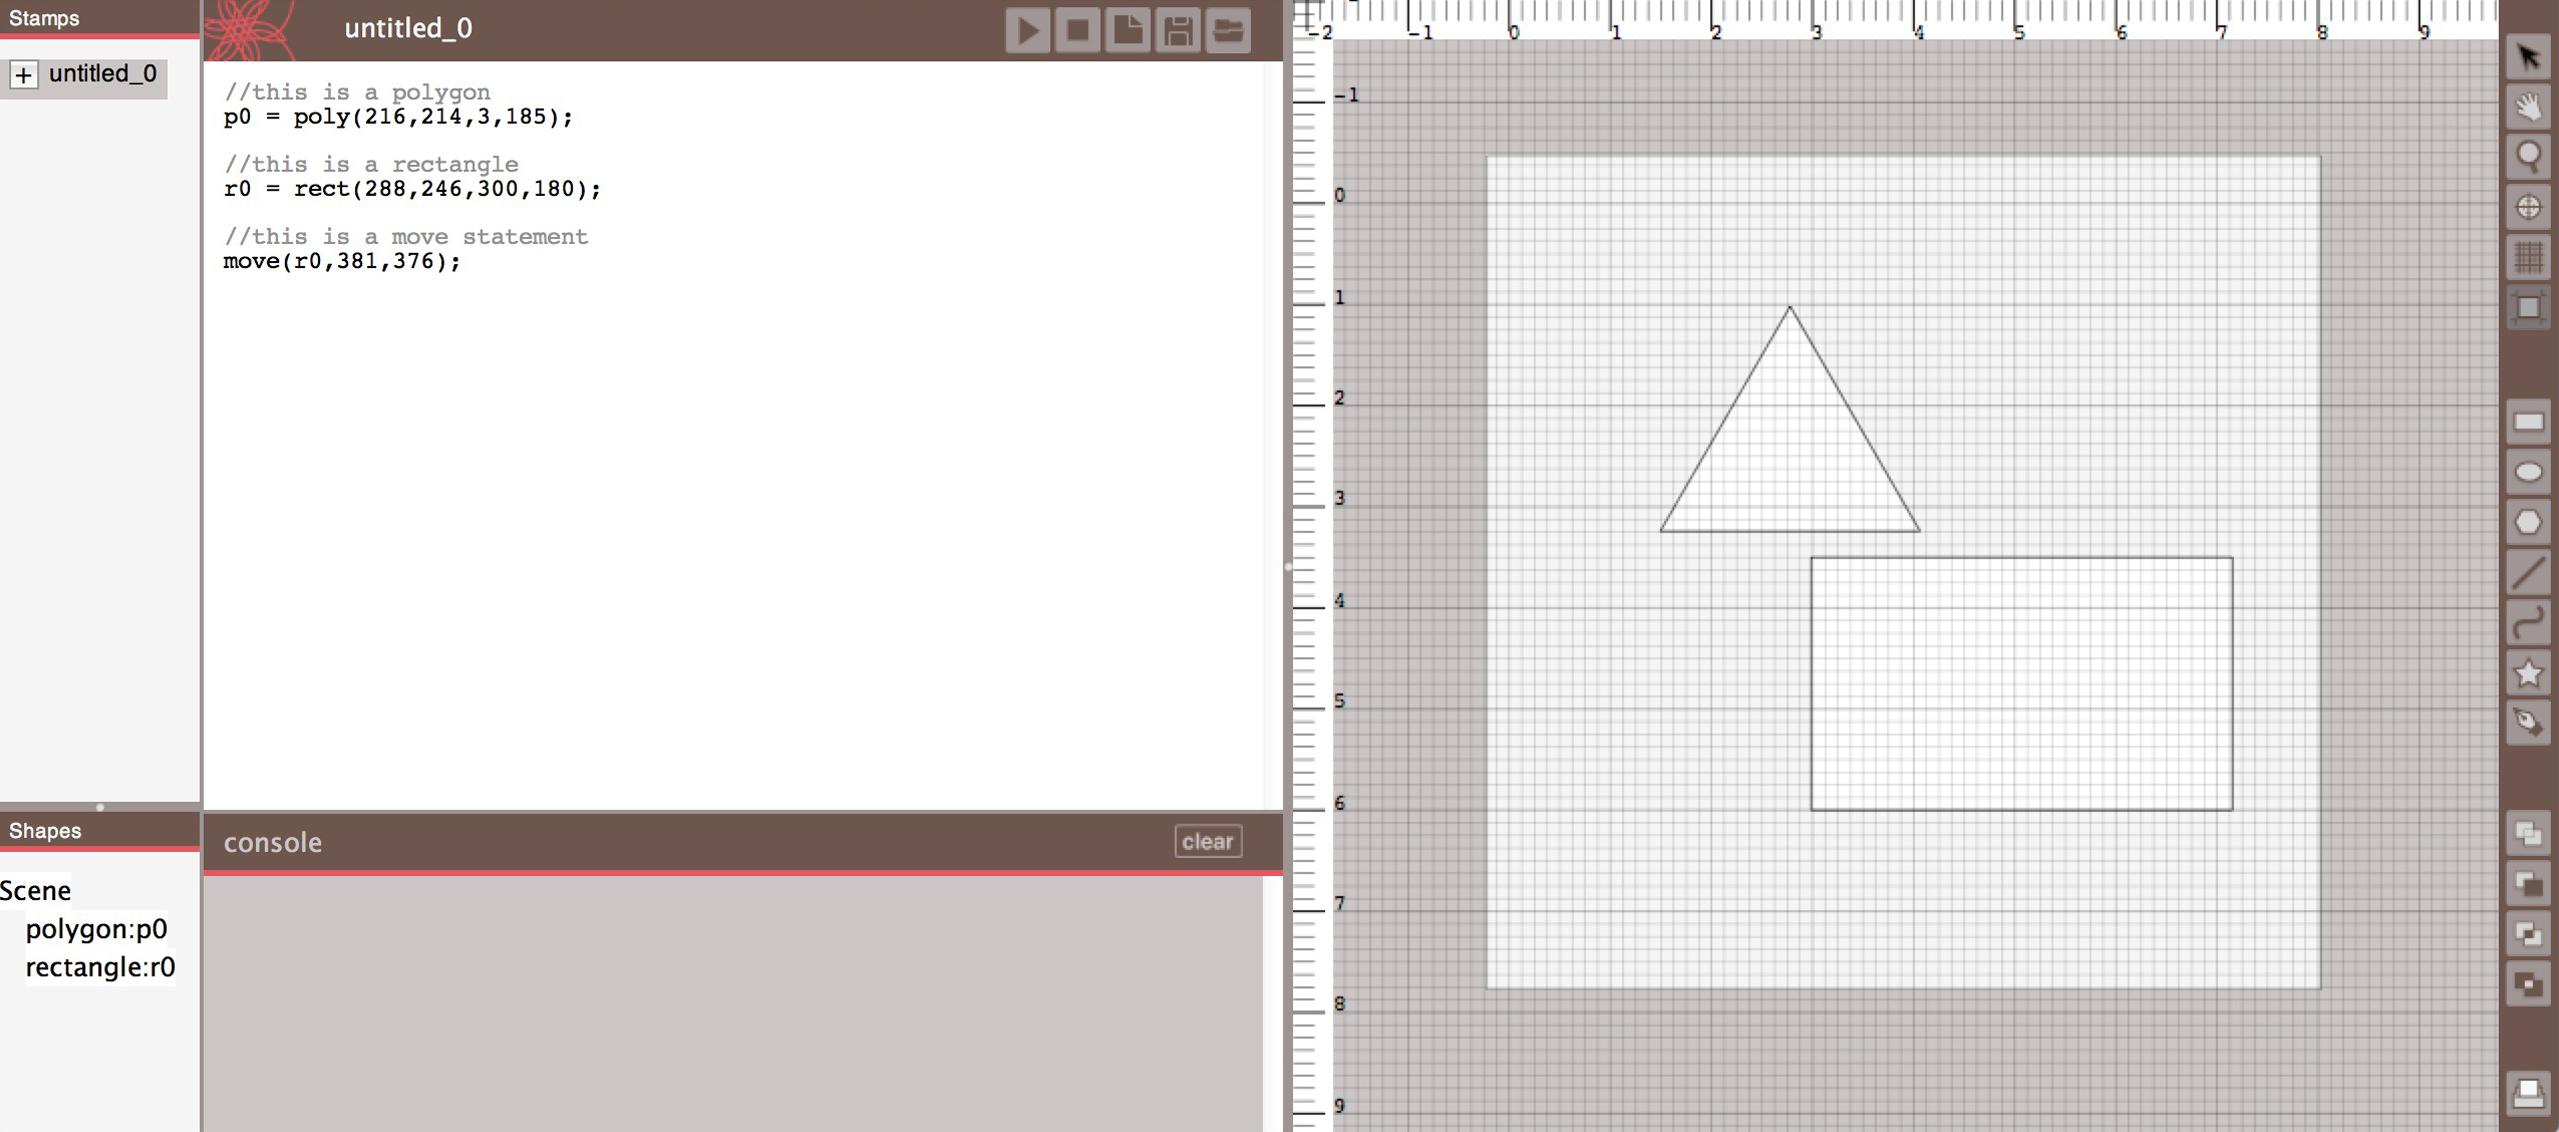 Stamps
+ untitled_0
untitled_0
//this is a polygon
p0 = poly(216,214,3,185);
//this is a rectangle
r0 = rect(288,246,300,180);
//this is a move statement
move(r0,381,376);
console
clear
Shapes
Scene
polygon:p0
rectangle:r0
-2 -1 0 1 2 3 4 5 6 7 8 9
-1
0
1
2
3
4
5
6
7
8
9